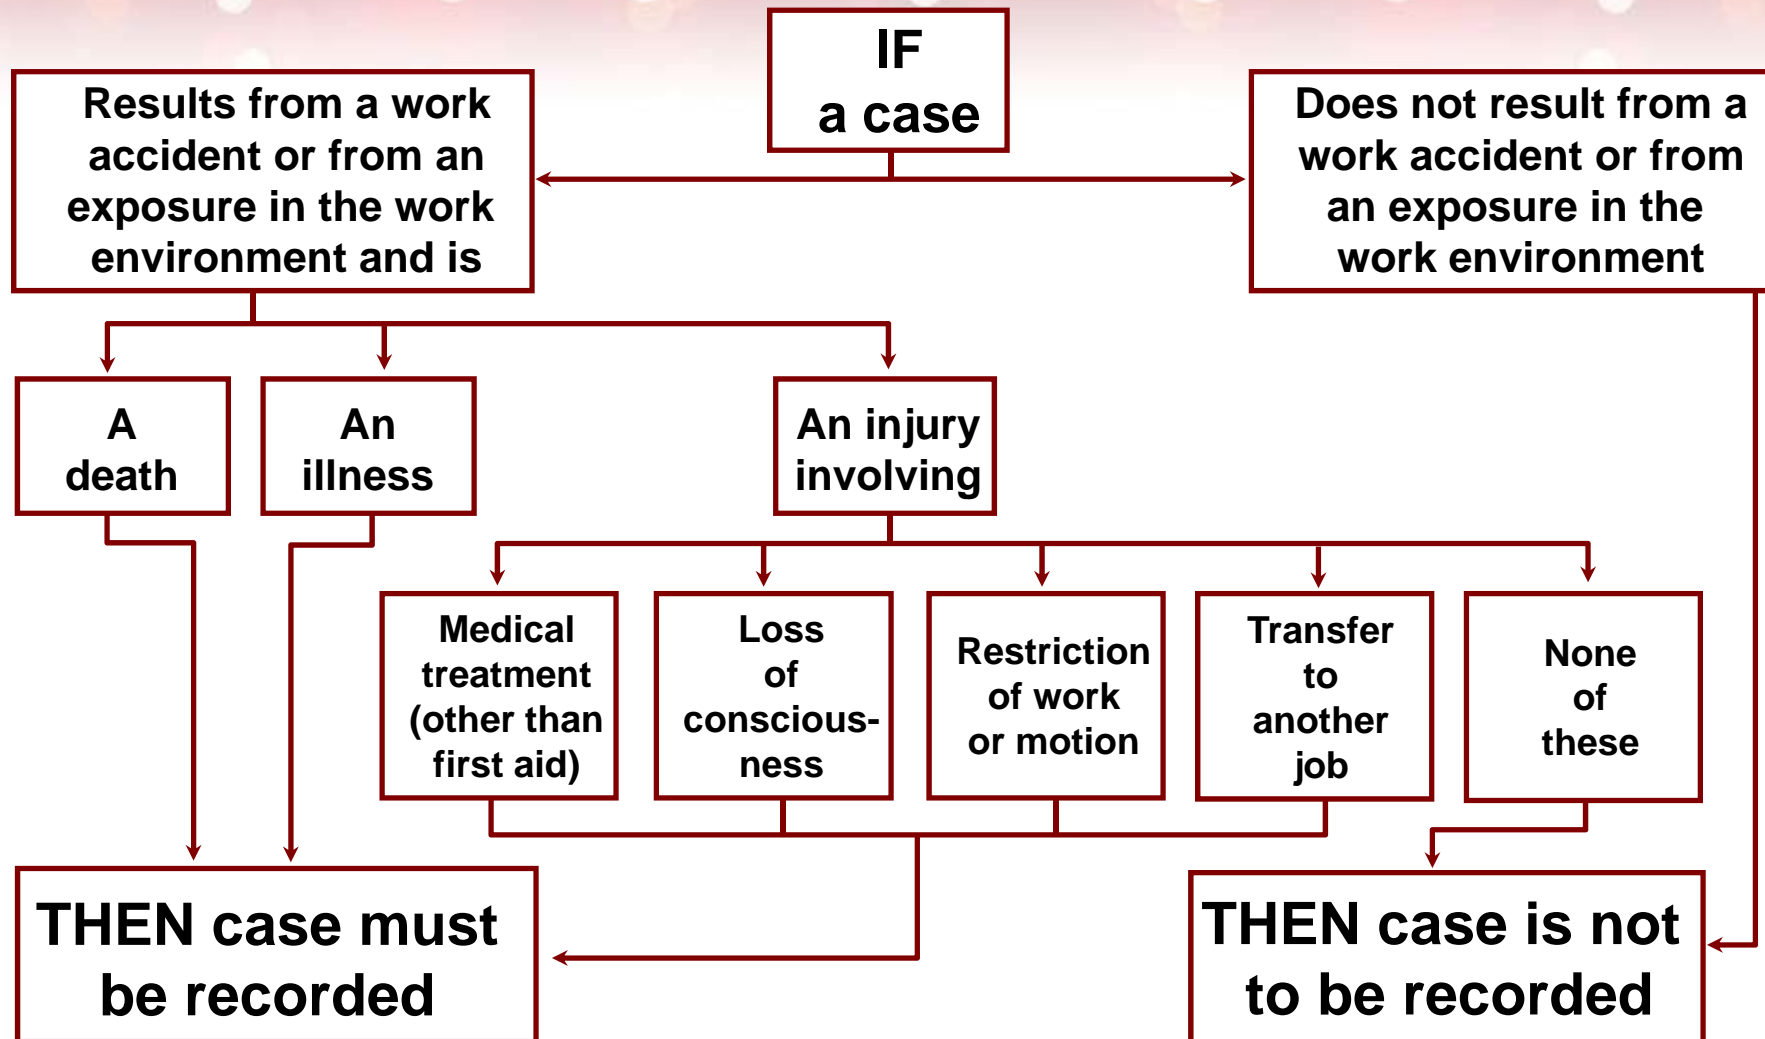 IF
a case
Results from a work
accident or from an
exposure in the work
environment and is
Does not result from a
work accident or from
an exposure in the
work environment
A
death
An
illness
An injury
involving
Medical
treatment
(other than
first aid)
Loss
of
conscious-
ness
Restriction
of work
or motion
Transfer
to
another
job
None
of
these
THEN case must
be recorded
THEN case is not
to be recorded